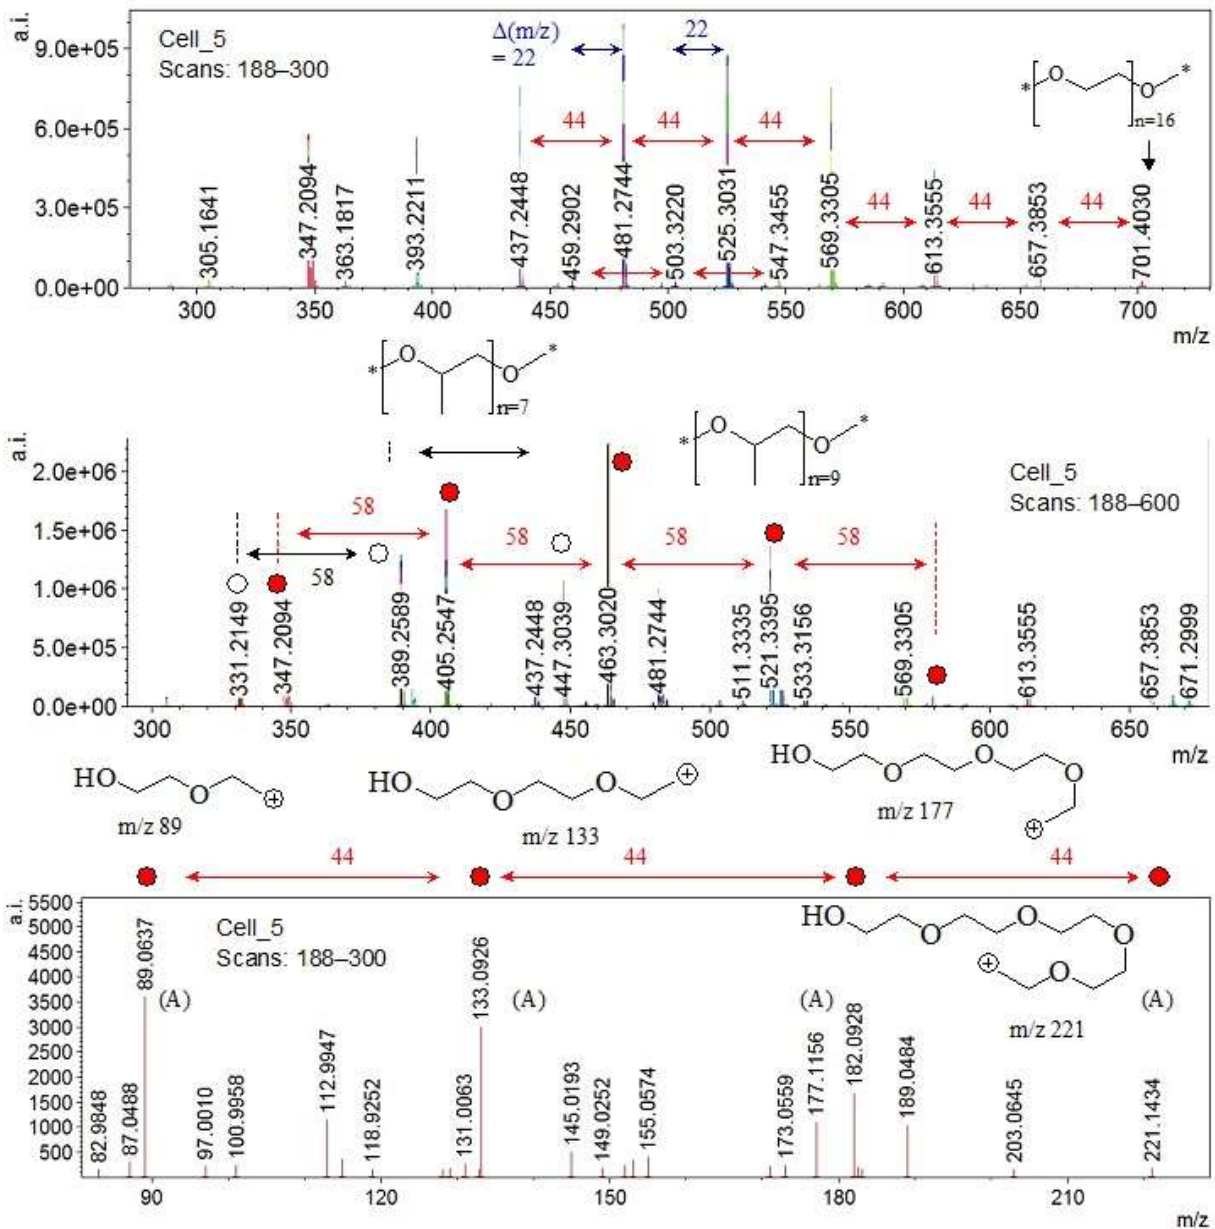 a.i.
Cell_5
Scans: 188–300
Δ(m/z)
= 22
22
9.0e+05
6.0e+05
3.0e+05
0.0e+00
44 44 44
44 44 44
305.1641
347.2094
363.1817
393.2211
437.2448
459.2902
481.2744
503.3220
525.3031
547.3455
569.3305
613.3555
657.3853
701.4030
* O O *
n=16
300 350 400 450 500 550 600 650 700
m/z
* O O *
n=7
* O O *
n=9
a.i.
Cell_5
Scans: 188–600
2.0e+06
1.5e+06
1.0e+06
5.0e+05
0.0e+00
58 58 58 58
58
331.2149
347.2094
389.2589
405.2547
437.2448
447.3039
463.3020
481.2744
511.3335
521.3395
533.3156
569.3305
613.3555
657.3853
671.2999
300 350 400 450 500 550 600 650
m/z
HO O +
m/z 89
HO O O +
m/z 133
HO O O O +
m/z 177
44 44 44
a.i.
Cell_5
Scans: 188–300
5500
5000
4500
4000
3500
3000
2500
2000
1500
1000
500
(A) (A) (A) (A)
HO O O O O +
m/z 221
82.9848
87.0488
89.0637
97.0010
100.9958
112.9947
118.9252
131.0063
133.0926
145.0193
149.0252
155.0574
173.0559
177.1156
182.0928
189.0484
203.0645
221.1434
90 120 150 180 210
m/z